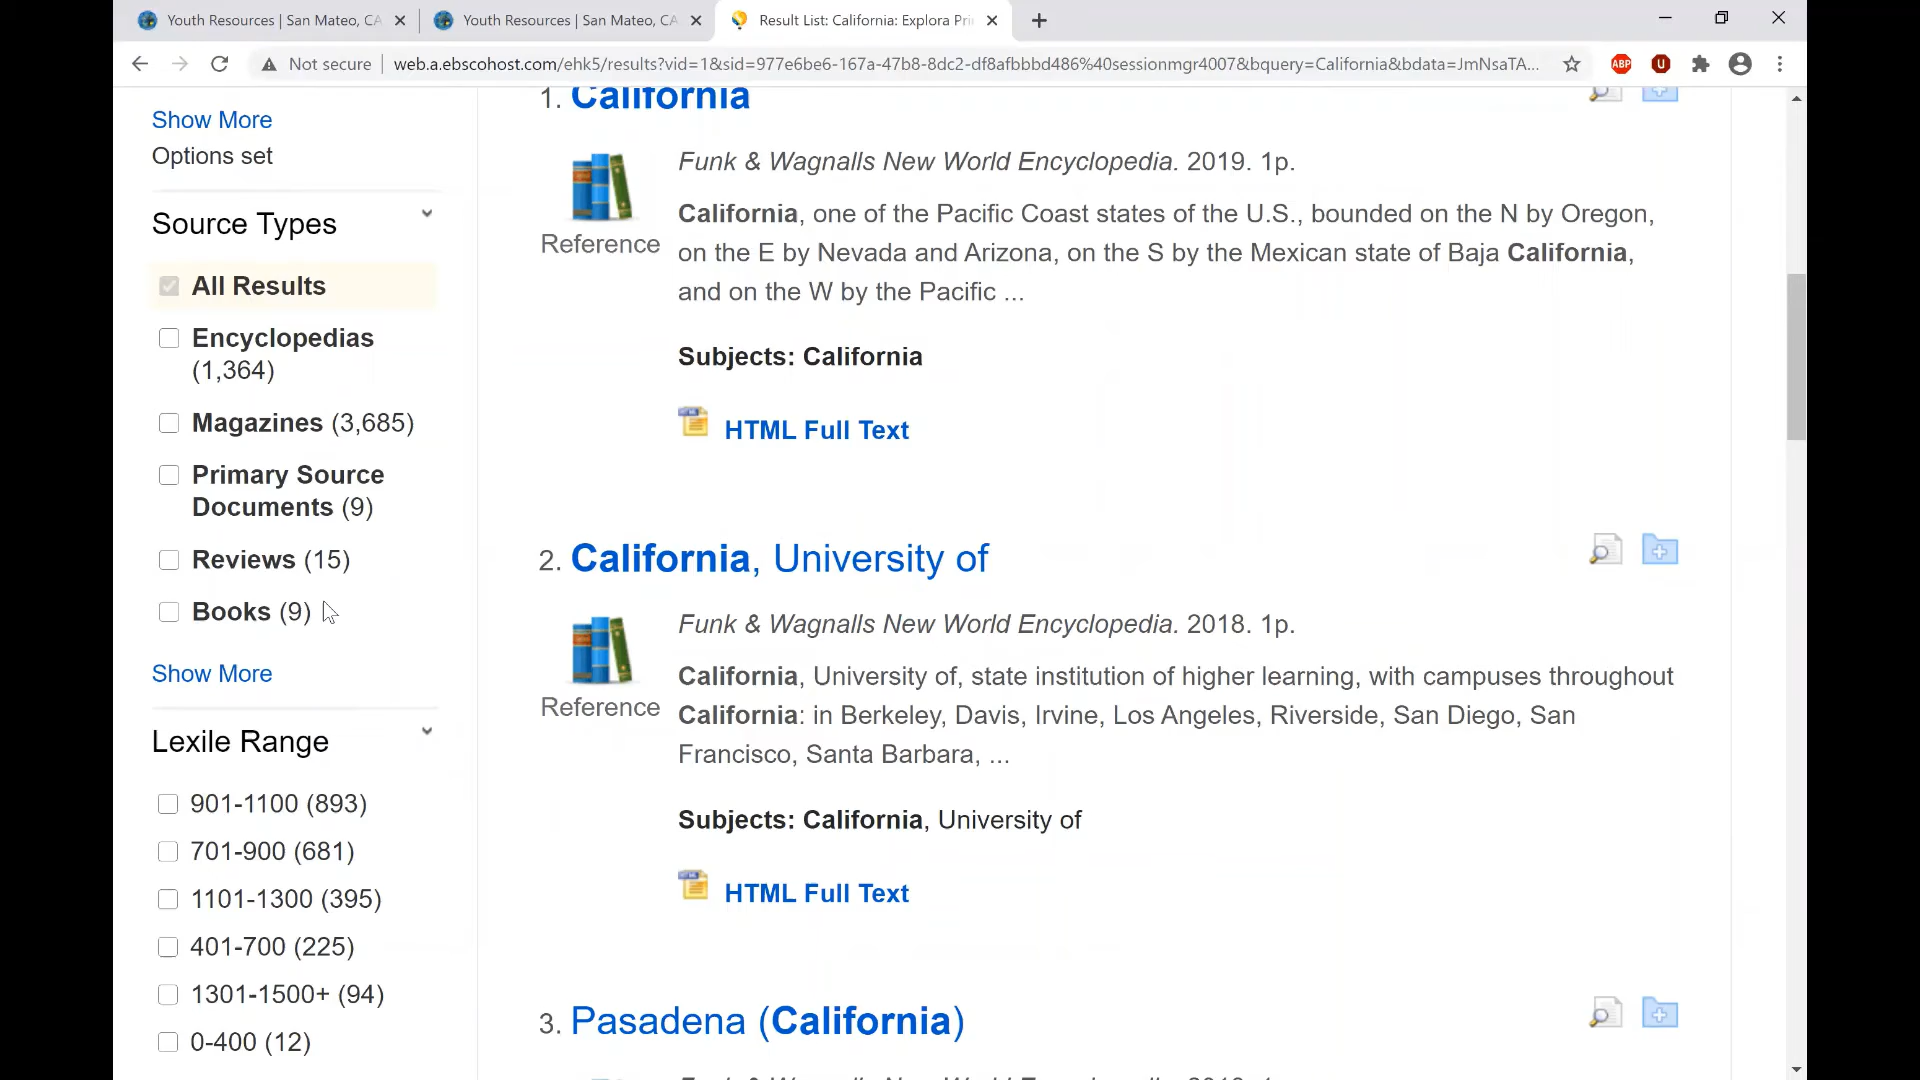 Youth Resources | San Mateo, CA
Youth Resources | San Mateo, CA
Result List: California: Explora Pri
Not secure
web.a.ebscohost.com/ehk5/results?vid=1&sid=977e6be6-167a-47b8-8dc2-df8afbbbd486%40sessionmgr4007&bquery=California&bdata=JmNsaTA...
ABP
U
Show More
Options set
Source Types
All Results
Encyclopedias
(1,364)
Magazines (3,685)
Primary Source
Documents (9)
Reviews (15)
Books (9)
Show More
Lexile Range
901-1100 (893)
701-900 (681)
1101-1300 (395)
401-700 (225)
1301-1500+ (94)
0-400 (12)
1. California
Reference
Funk & Wagnalls New World Encyclopedia. 2019. 1p.
California, one of the Pacific Coast states of the U.S., bounded on the N by Oregon,
on the E by Nevada and Arizona, on the S by the Mexican state of Baja California,
and on the W by the Pacific ...
Subjects: California
HTML Full Text
2. California, University of
Reference
Funk & Wagnalls New World Encyclopedia. 2018. 1p.
California, University of, state institution of higher learning, with campuses throughout
California: in Berkeley, Davis, Irvine, Los Angeles, Riverside, San Diego, San
Francisco, Santa Barbara, ...
Subjects: California, University of
HTML Full Text
3. Pasadena (California)